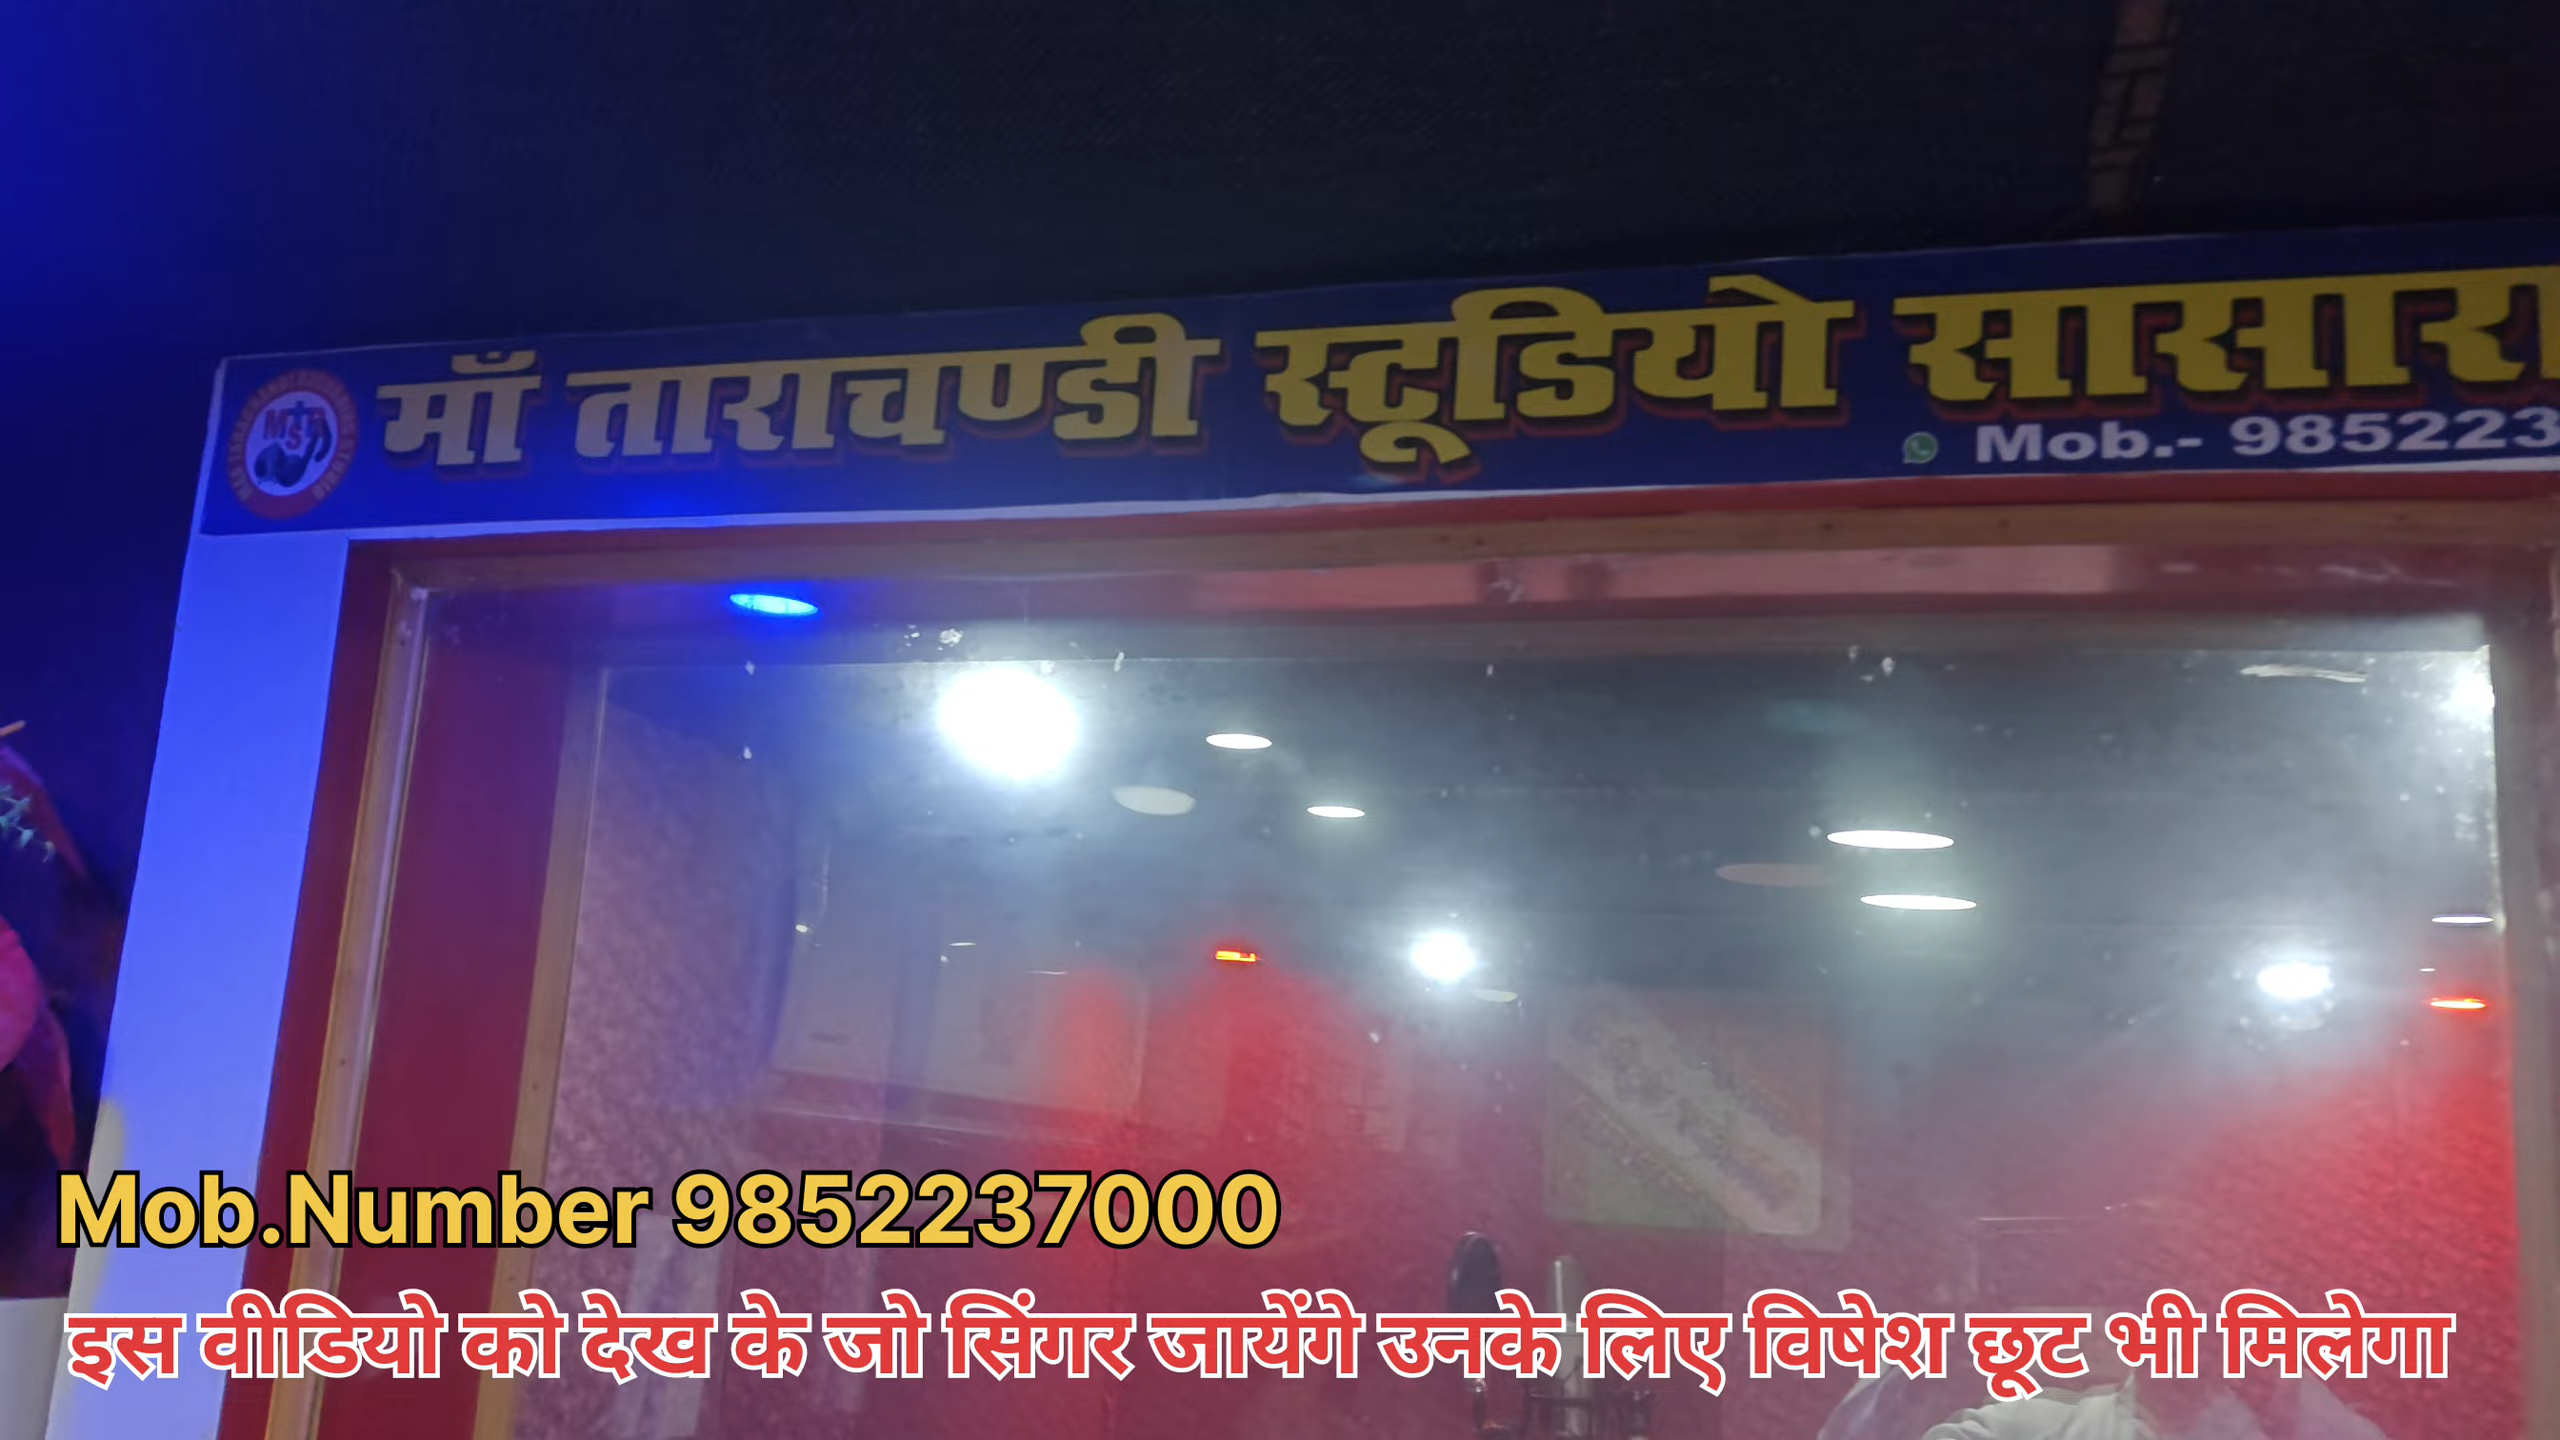 माँ ताराचण्डी स्टूडियो सासार
Mob.- 985223
Mob.Number 9852237000
इस वीडियो को देख के जो सिंगर जायेंगे उनके लिए विषेश छूट भी मिलेगा